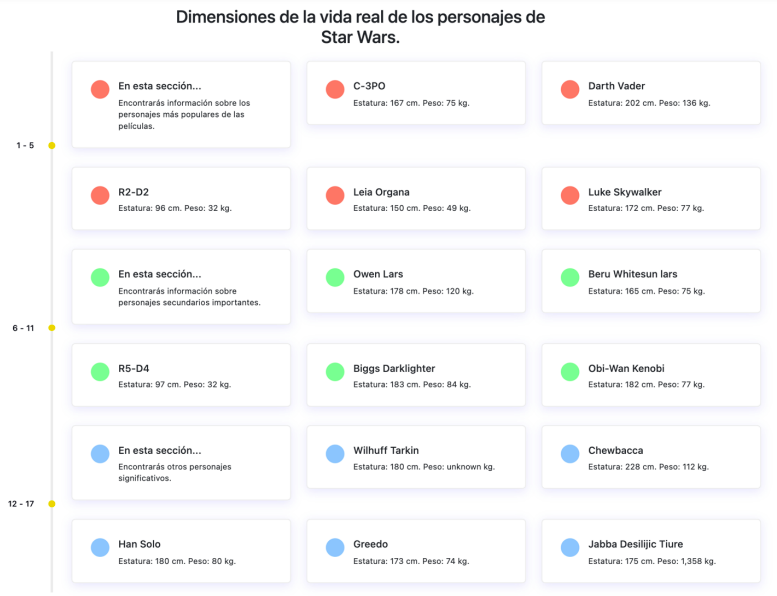 Dimensiones de la vida real de los personajes de
Star Wars.
1 - 5
En esta sección...
Encontrarás información sobre los
personajes más populares de las
películas.
C-3PO
Estatura: 167 cm. Peso: 75 kg.
Darth Vader
Estatura: 202 cm. Peso: 136 kg.
R2-D2
Estatura: 96 cm. Peso: 32 kg.
Leia Organa
Estatura: 150 cm. Peso: 49 kg.
Luke Skywalker
Estatura: 172 cm. Peso: 77 kg.
6 - 11
En esta sección...
Encontrarás información sobre
personajes secundarios importantes.
Owen Lars
Estatura: 178 cm. Peso: 120 kg.
Beru Whitesun lars
Estatura: 165 cm. Peso: 75 kg.
R5-D4
Estatura: 97 cm. Peso: 32 kg.
Biggs Darklighter
Estatura: 183 cm. Peso: 84 kg.
Obi-Wan Kenobi
Estatura: 182 cm. Peso: 77 kg.
12 - 17
En esta sección...
Encontrarás otros personajes
significativos.
Wilhuff Tarkin
Estatura: 180 cm. Peso: unknown kg.
Chewbacca
Estatura: 228 cm. Peso: 112 kg.
Han Solo
Estatura: 180 cm. Peso: 80 kg.
Greedo
Estatura: 173 cm. Peso: 74 kg.
Jabba Desilijic Tiure
Estatura: 175 cm. Peso: 1,358 kg.